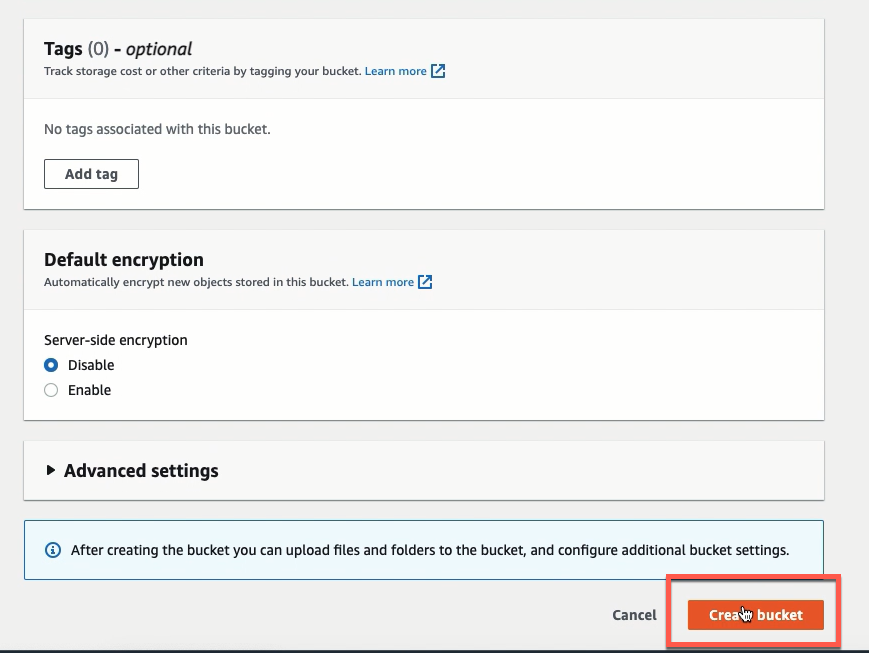 Tags (0) - optional
Track storage cost or other criteria by tagging your bucket. Learn more
No tags associated with this bucket.
Add tag
Default encryption
Automatically encrypt new objects stored in this bucket. Learn more
Server-side encryption
Disable
Enable
Advanced settings
After creating the bucket you can upload files and folders to the bucket, and configure additional bucket settings.
Cancel
Create bucket